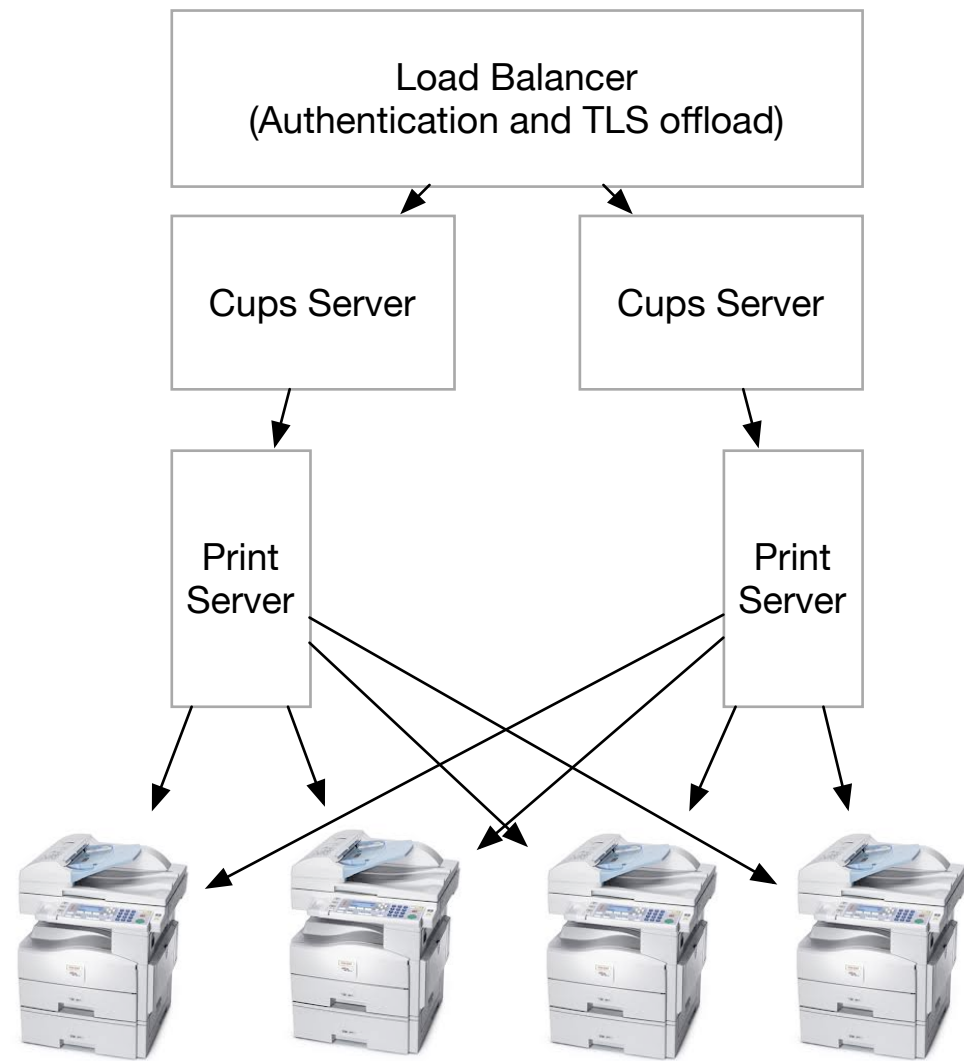 Load Balancer
(Authentication and TLS offload)
Cups Server
Cups Server
Print
Server
Print
Server